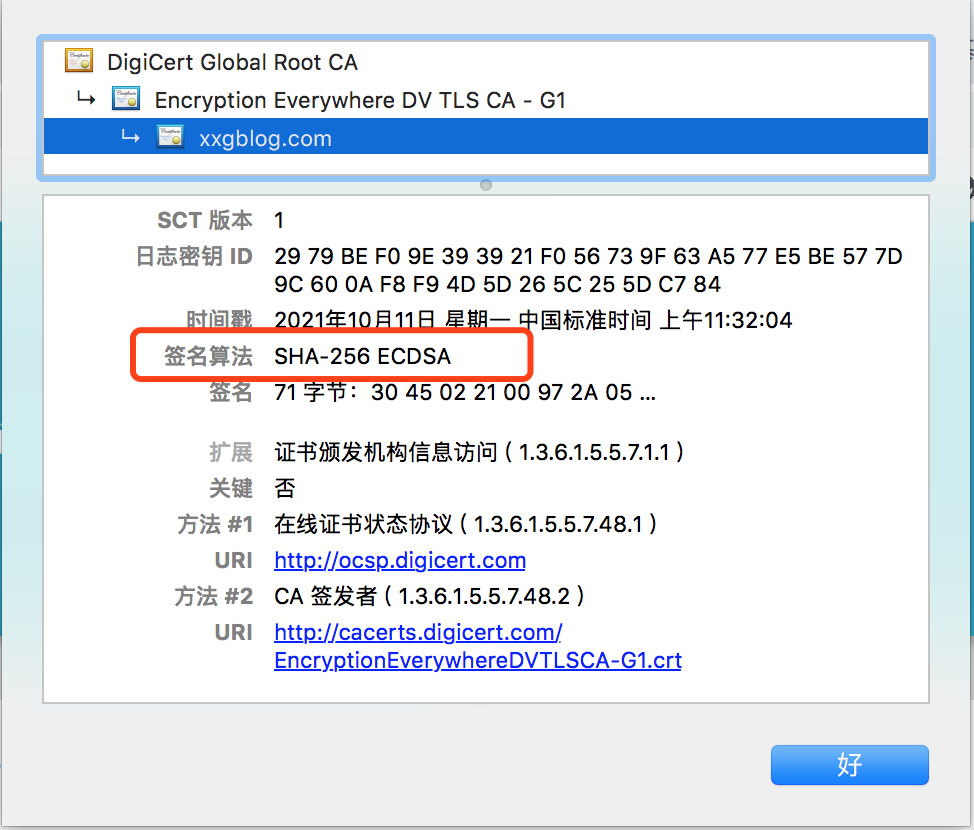 DigiCert Global Root CA
Encryption Everywhere DV TLS CA - G1
xxgblog.com
SCT 版本 1
日志密钥 ID 29 79 BE F0 9E 39 39 21 F0 56 73 9F 63 A5 77 E5 BE 57 7D
9C 60 0A F8 F9 4D 5D 26 5C 25 5D C7 84
时间戳 2021年10月11日 星期一 中国标准时间 上午11:32:04
签名算法 SHA-256 ECDSA
签名 71 字节：30 45 02 21 00 97 2A 05 ...
扩展 证书颁发机构信息访问 ( 1.3.6.1.5.5.7.1.1 )
关键 否
方法 #1 在线证书状态协议 ( 1.3.6.1.5.5.7.48.1 )
URI http://ocsp.digicert.com
方法 #2 CA 签发者 ( 1.3.6.1.5.5.7.48.2 )
URI http://cacerts.digicert.com/
EncryptionEverywhereDVTLSCA-G1.crt
好